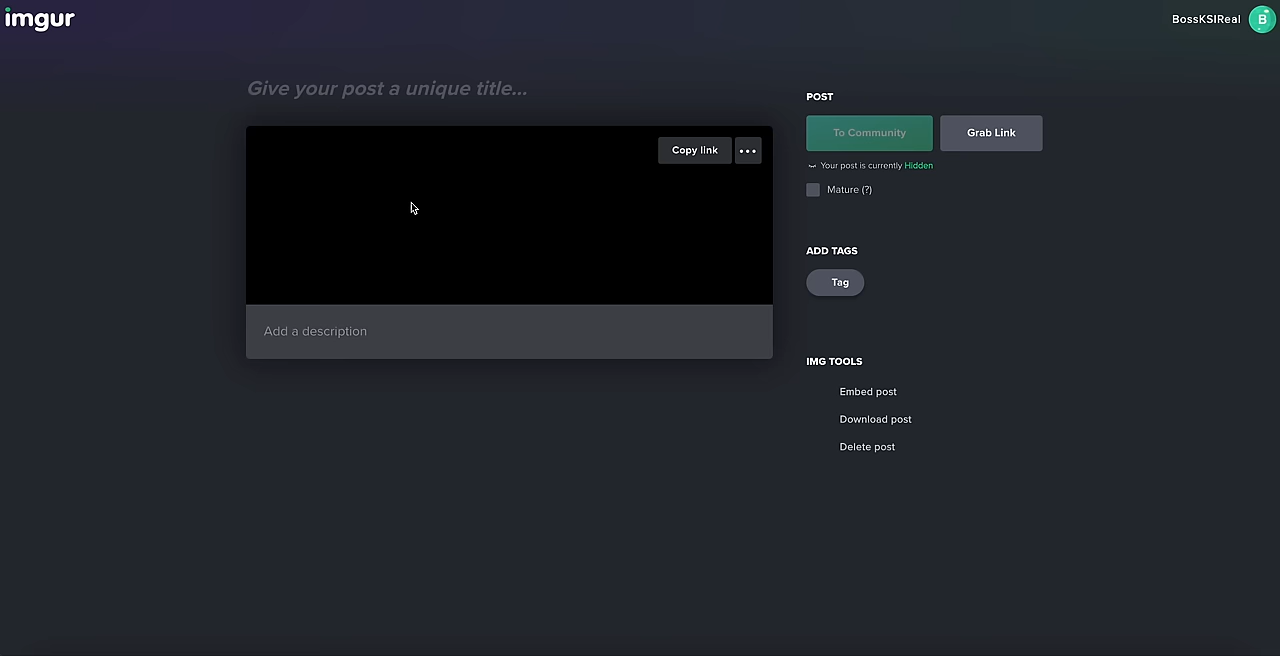 imgur
BossKSIReal
B
Give your post a unique title...
POST
To Community
Grab Link
Copy link
Your post is currently Hidden
Mature (?)
ADD TAGS
Tag
Add a description
IMG TOOLS
Embed post
Download post
Delete post